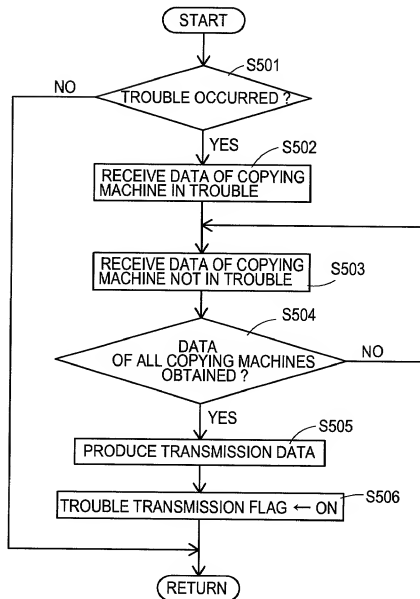 START
S501
NO
TROUBLE OCCURRED ?
YES
S502
RECEIVE DATA OF COPYING
MACHINE IN TROUBLE
RECEIVE DATA OF COPYING
MACHINE NOT IN TROUBLE
S503
S504
DATA
OF ALL COPYING MACHINES
OBTAINED ?
NO
YES
S505
PRODUCE TRANSMISSION DATA
S506
TROUBLE TRANSMISSION FLAG ← ON
RETURN